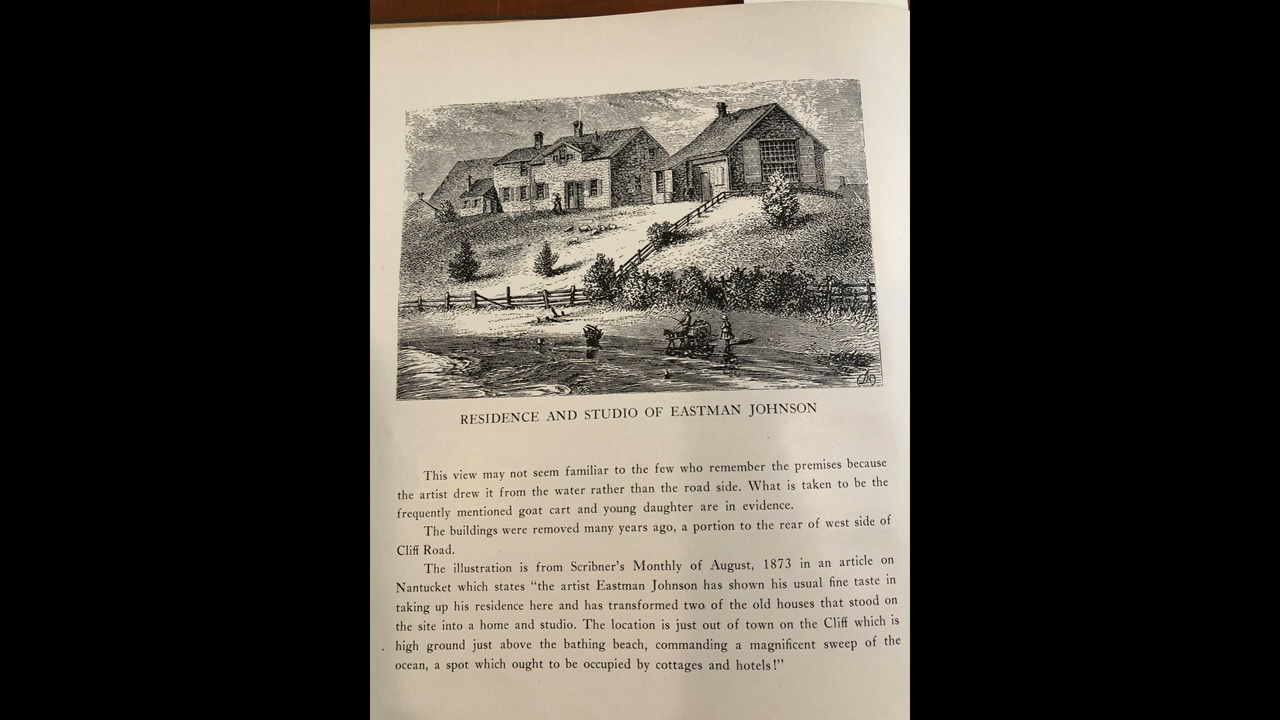 RESIDENCE AND STUDIO OF EASTMAN JOHNSON
This view may not seem familiar to the few who remember the premises because
the artist drew it from the water rather than the road side. What is taken to be the
frequently mentioned goat cart and young daughter are in evidence.
The buildings were removed many years ago, a portion to the rear of west side of
Cliff Road.
The illustration is from Scribner's Monthly of August, 1873 in an article on
Nantucket which states “the artist Eastman Johnson has shown his usual fine taste in
taking up his residence here and has transformed two of the old houses that stood on
the site into a home and studio. The location is just out of town on the Cliff which is
high ground just above the bathing beach, commanding a magnificent sweep of the
ocean, a spot which ought to be occupied by cottages and hotels!”